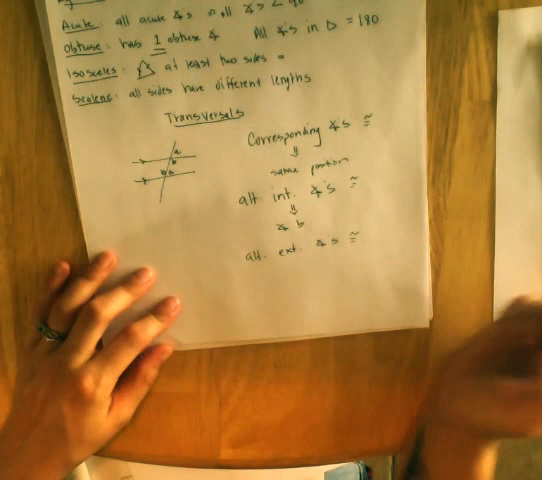 Acute: all acute ∡'s ⇒ all ∡'s < 90
Obtuse: has 1 obtuse ∡ All ∡'s in △ = 180
Isosceles: △ at least two sides =
Scalene: all sides have different lengths
Transversals
Corresponding ∡'s ≅
⇓
same position
a
b
b a
alt. int. ∡'s ≅
⇓
∡ b
alt. ext. ∡'s ≅